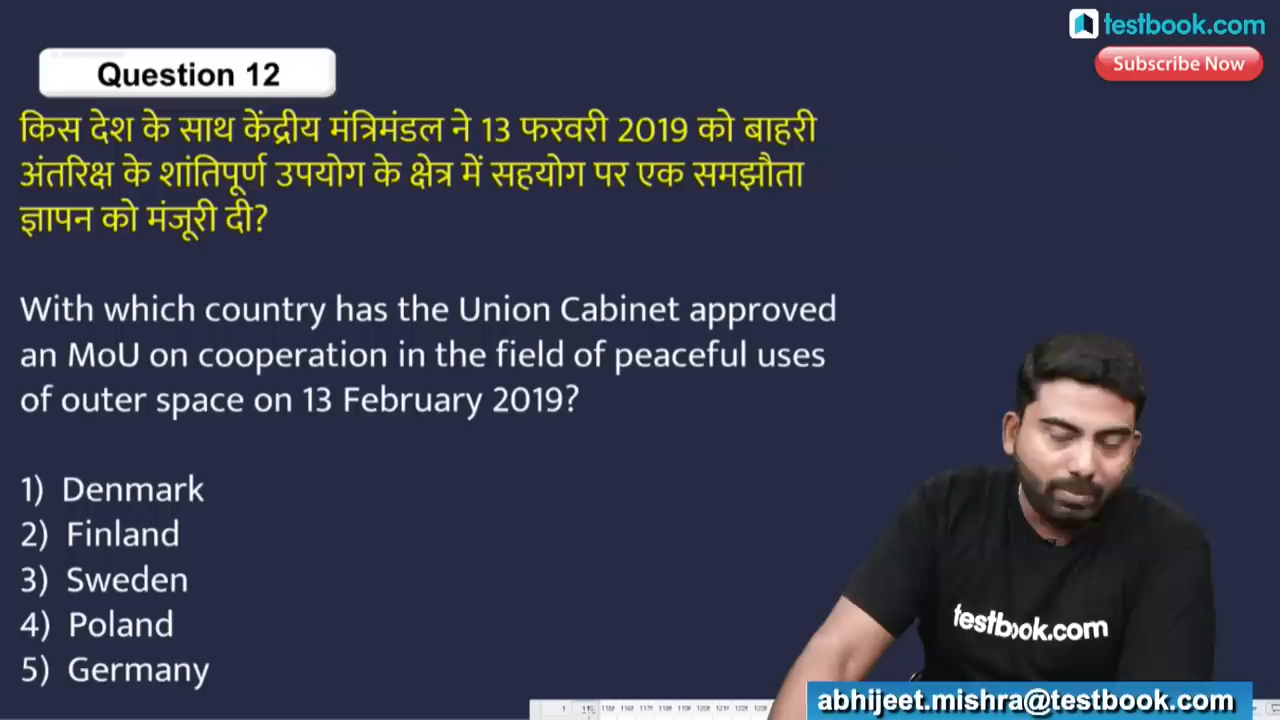 testbook.com
Subscribe Now
Question 12
किस देश के साथ केंद्रीय मंत्रिमंडल ने 13 फरवरी 2019 को बाहरी
अंतरिक्ष के शांतिपूर्ण उपयोग के क्षेत्र में सहयोग पर एक समझौता
ज्ञापन को मंजूरी दी?
With which country has the Union Cabinet approved
an MoU on cooperation in the field of peaceful uses
of outer space on 13 February 2019?
1) Denmark
2) Finland
3) Sweden
4) Poland
5) Germany
testbook.com
abhijeet.mishra@testbook.com